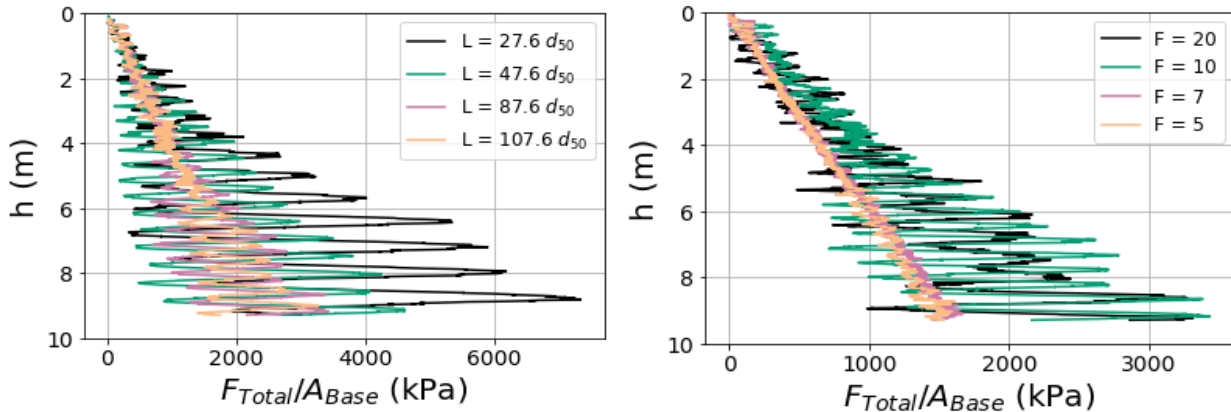 0
2
4
6
8
10
h (m)
0 2000 4000 6000
F_Total/A_Base (kPa)
L = 27.6 d_50
L = 47.6 d_50
L = 87.6 d_50
L = 107.6 d_50
0
2
4
6
8
10
h (m)
0 1000 2000 3000
F_Total/A_Base (kPa)
F = 20
F = 10
F = 7
F = 5